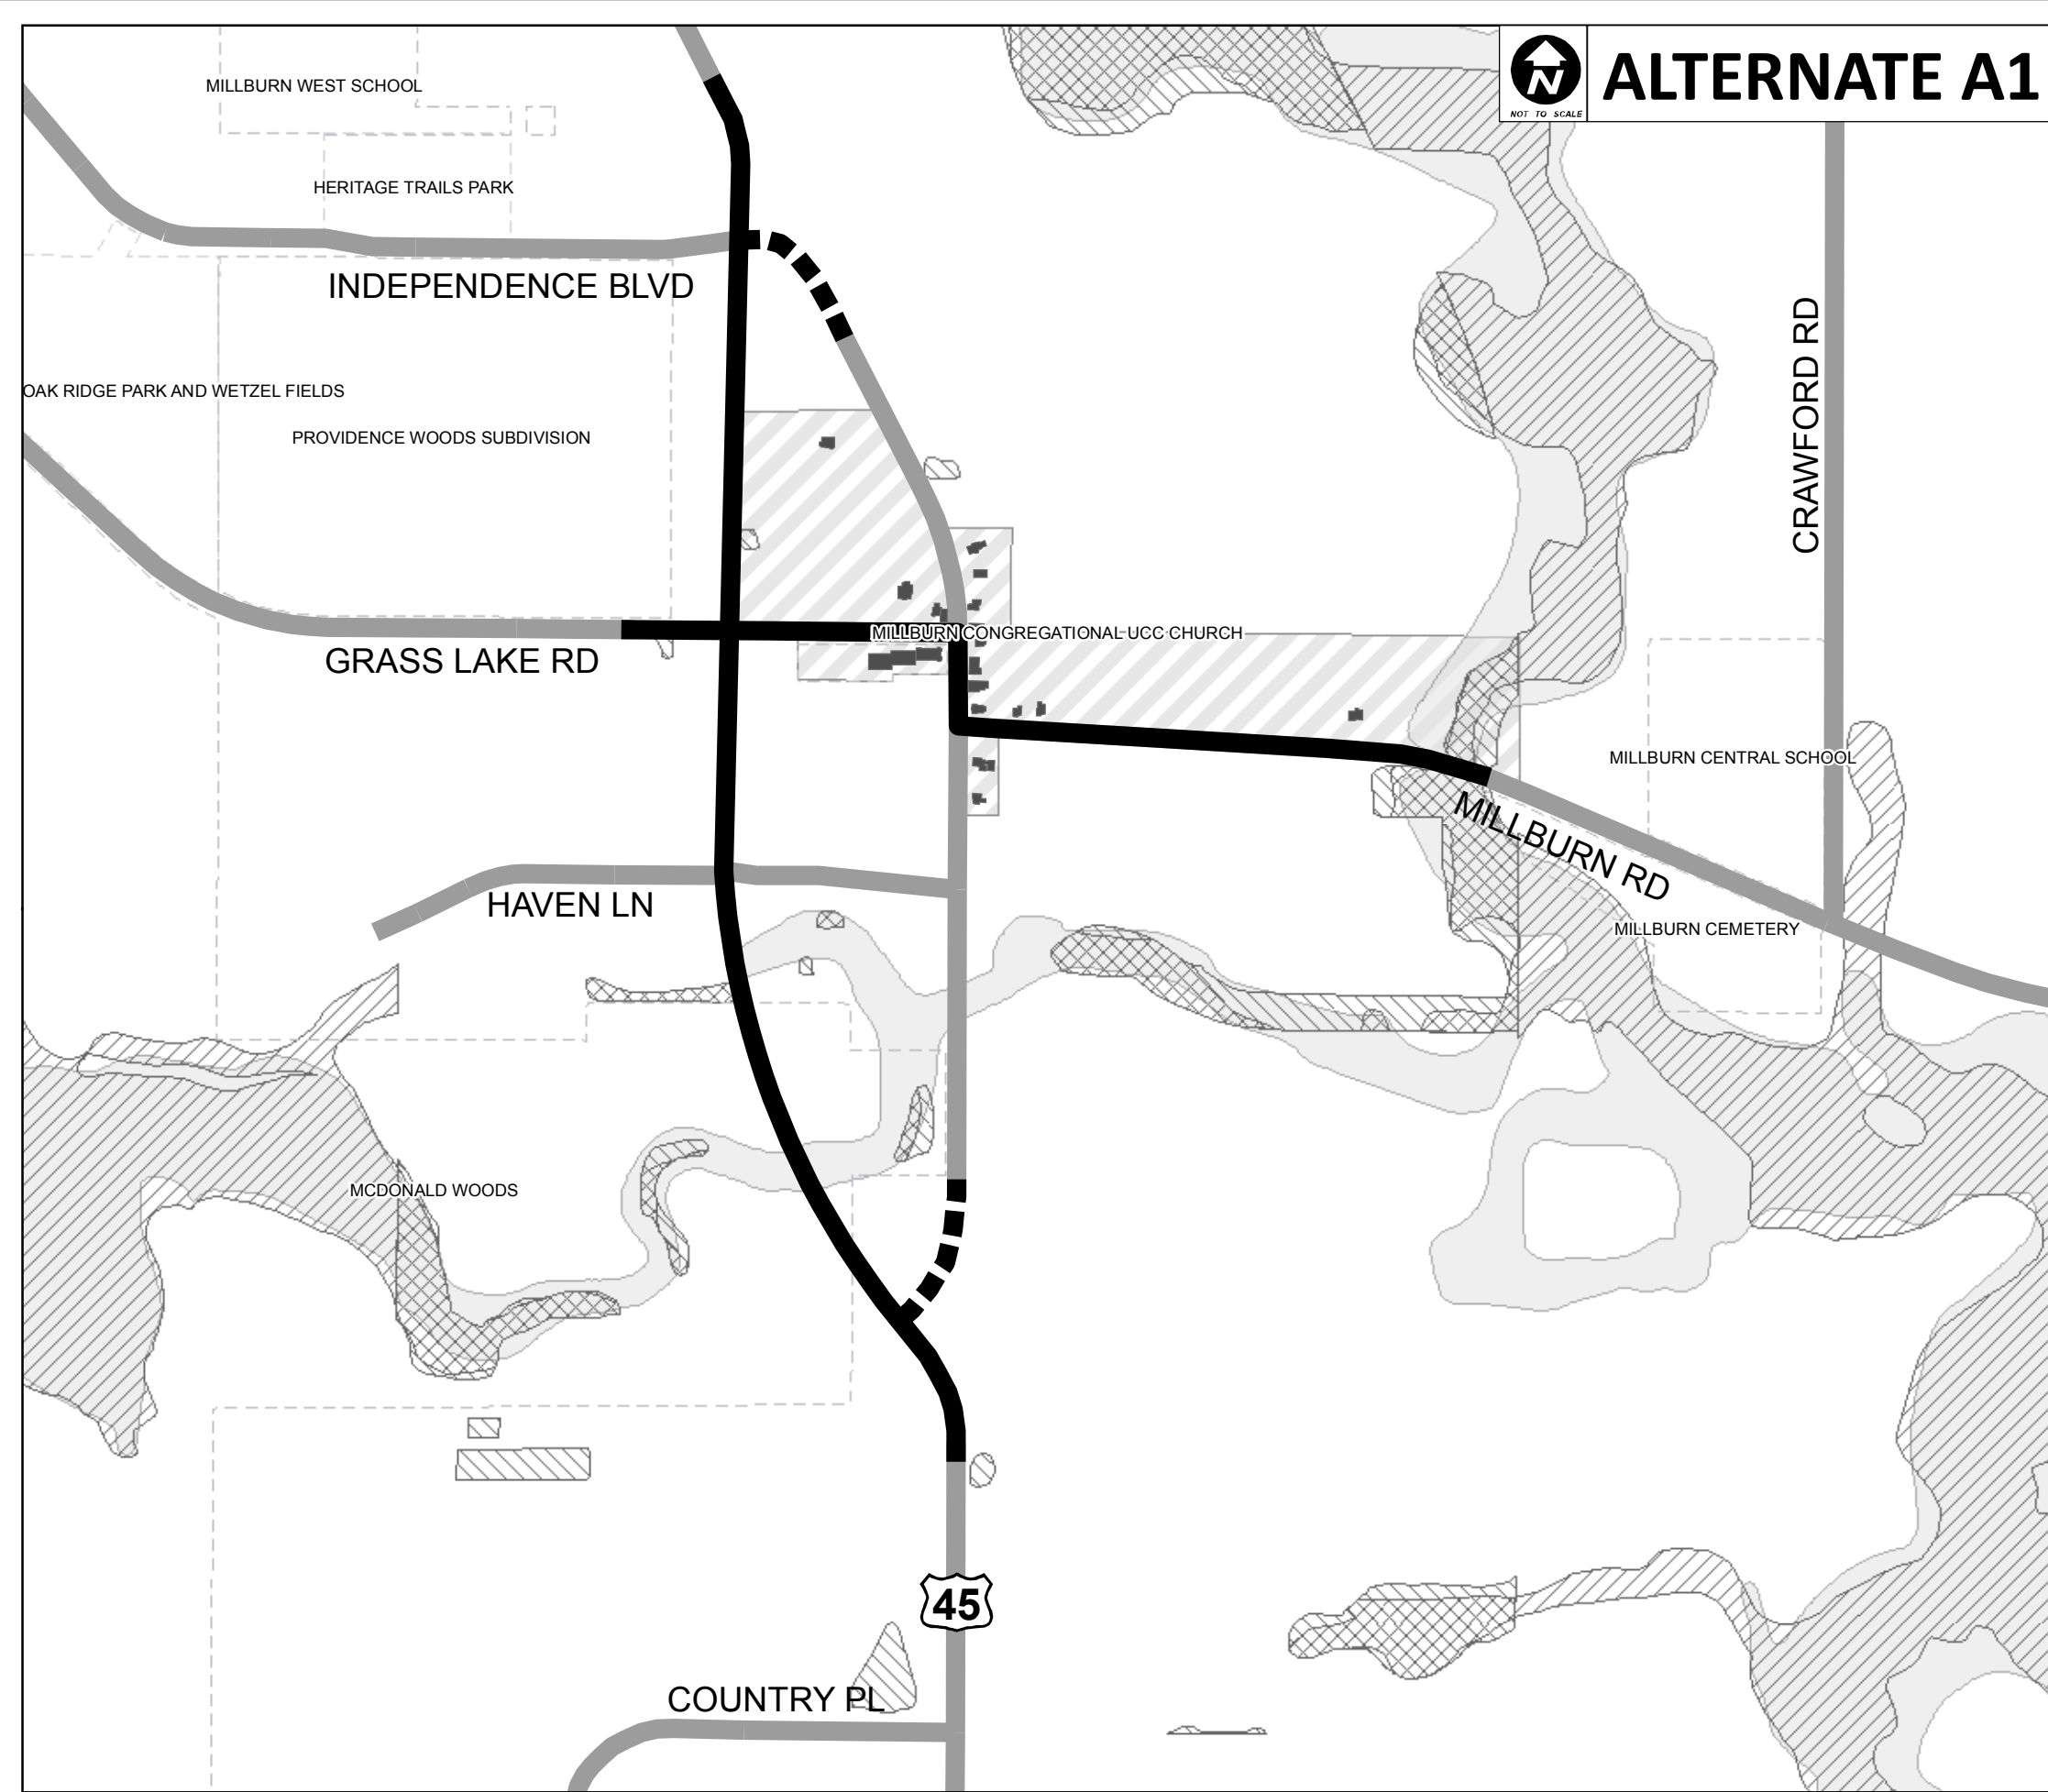 N
NOT TO SCALE
ALTERNATE A1
MILLBURN WEST SCHOOL
HERITAGE TRAILS PARK
INDEPENDENCE BLVD
OAK RIDGE PARK AND WETZEL FIELDS
PROVIDENCE WOODS SUBDIVISION
CRAWFORD RD
MILLBURN CONGREGATIONAL UCC CHURCH
GRASS LAKE RD
MILLBURN CENTRAL SCHOOL
MILLBURN RD
HAVEN LN
MILLBURN CEMETERY
MCDONALD WOODS
45
COUNTRY PL